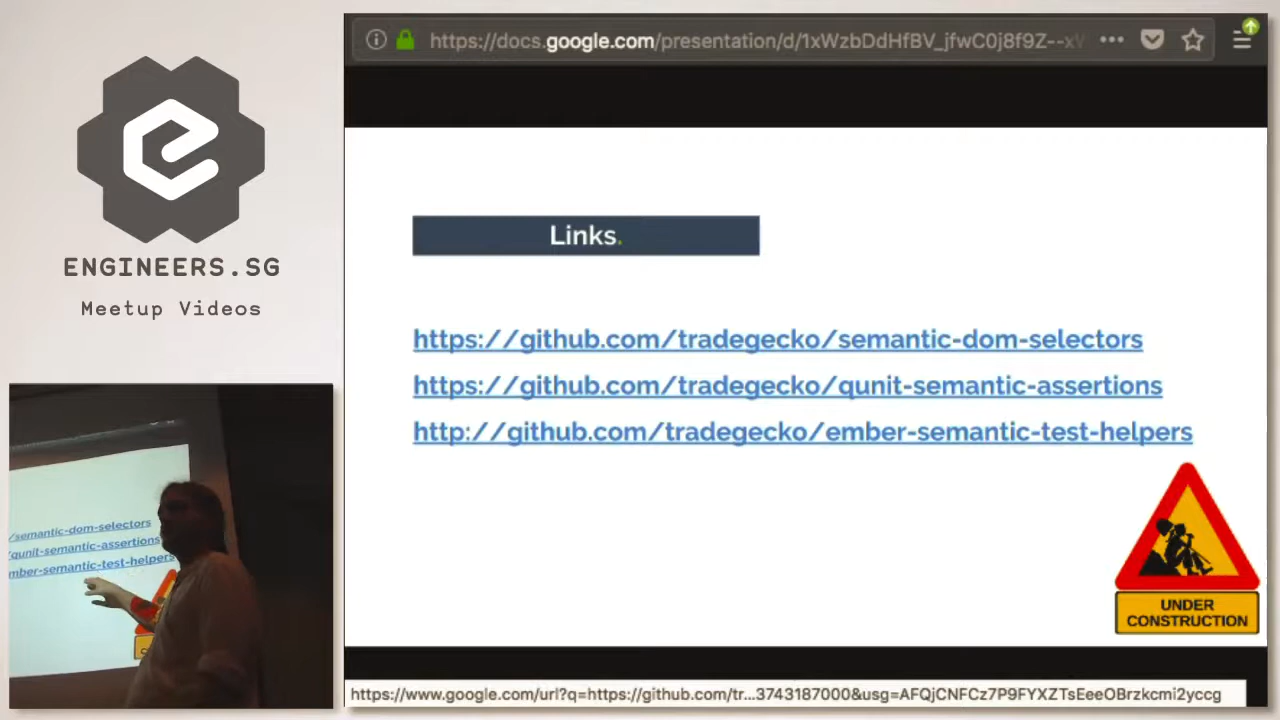 ENGINEERS.SG
Meetup Videos
https://docs.google.com/presentation/d/1xWzbDdHfBV_jfwC0j8f9Z--xV
Links.
https://github.com/tradegecko/semantic-dom-selectors
https://github.com/tradegecko/qunit-semantic-assertions
http://github.com/tradegecko/ember-semantic-test-helpers
UNDER
CONSTRUCTION
https://www.google.com/url?q=https://github.com/tr...3743187000&usg=AFQjCNFCz7P9FYXZTsEeeOBrzkcmi2yccg
/semantic-dom-selectors
/qunit-semantic-assertions
mber-semantic-test-helpers